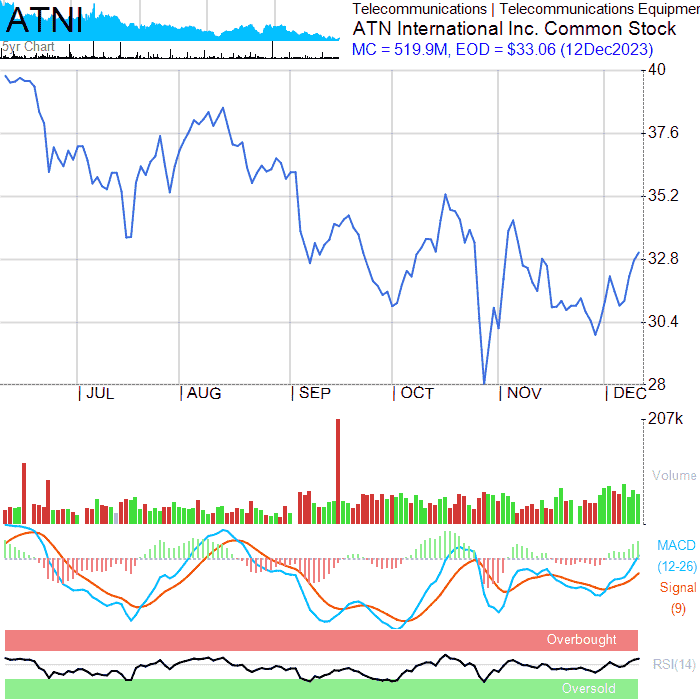 ATNI
5yr Chart
Telecommunications | Telecommunications Equipmen
ATN International Inc. Common Stock
MC = 519.9M, EOD = $33.06 (12Dec2023)
40
37.6
35.2
32.8
30.4
28
| JUL | AUG | SEP | OCT | NOV | DEC
207k
Volume
MACD
(12-26)
Signal
(9)
Overbought
RSI(14)
Oversold